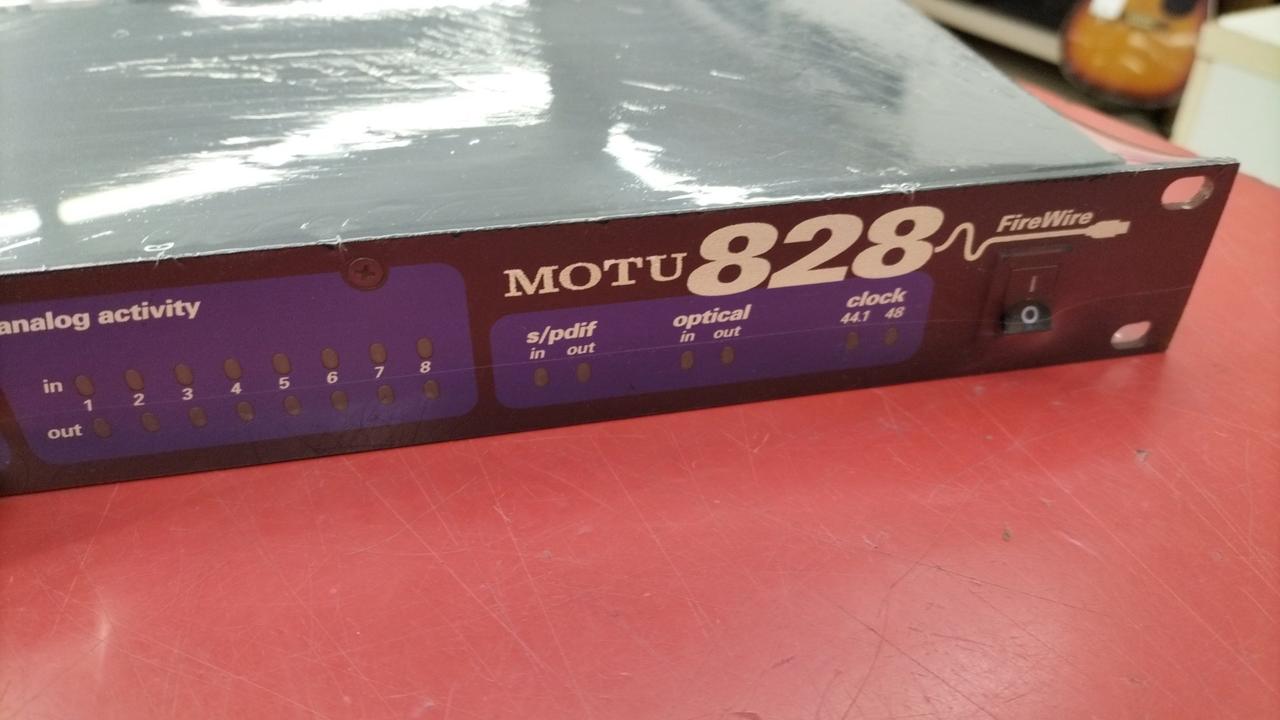 analog activity
in
1 2 3 4 5 6 7 8
out
MOTU 828 FireWire
s/pdif
in out
optical
in out
clock
44.1 48
I
O